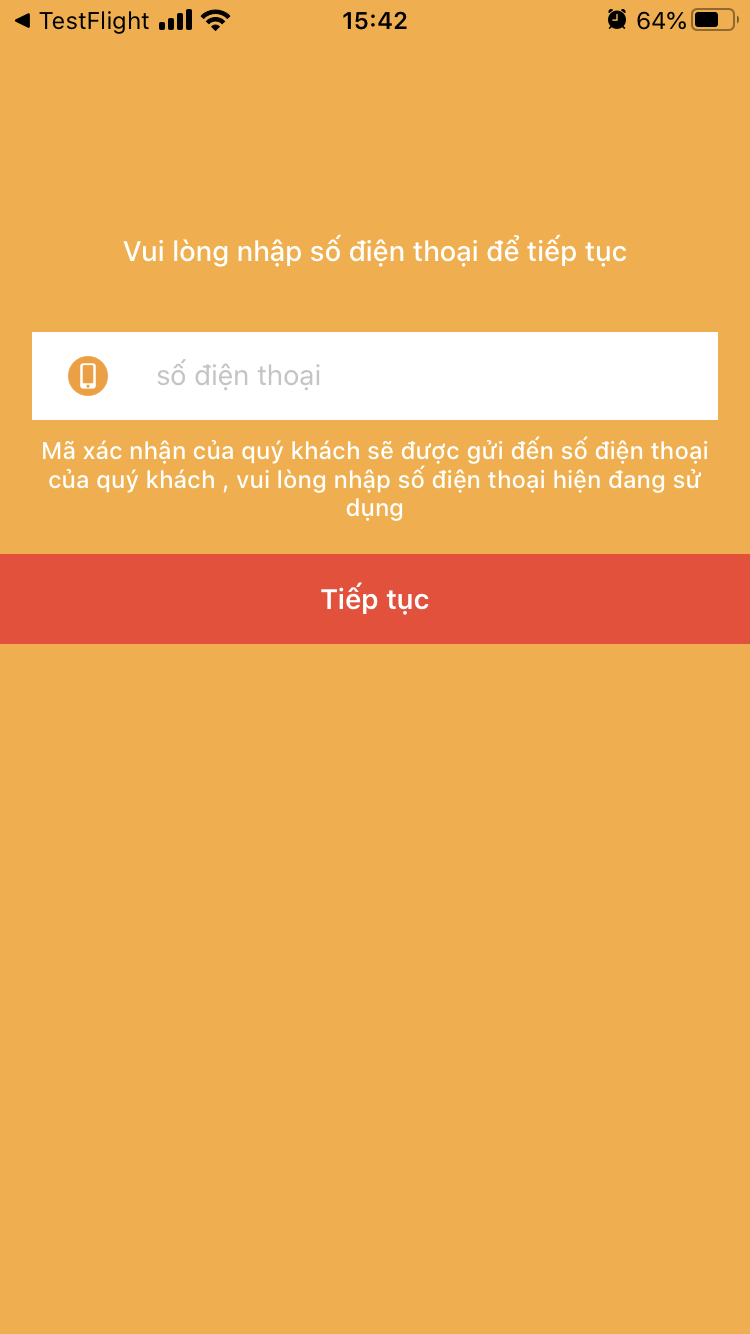 TestFlight 15:42 64%
Vui lòng nhập số điện thoại để tiếp tục
số điện thoại
Mã xác nhận của quý khách sẽ được gửi đến số điện thoại
của quý khách , vui lòng nhập số điện thoại hiện đang sử
dụng
Tiếp tục